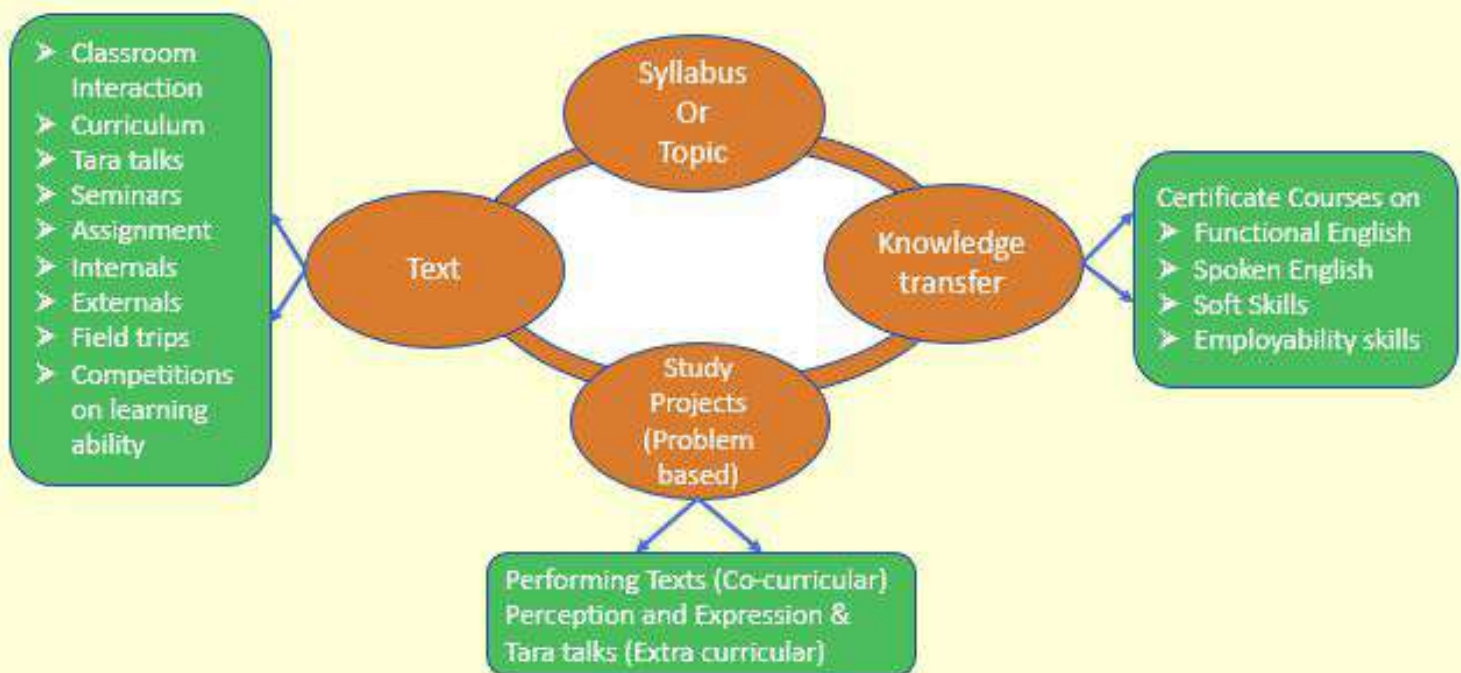 ➤ Classroom
Interaction
➤ Curriculum
➤ Tara talks
➤ Seminars
➤ Assignment
➤ Internals
➤ Externals
➤ Field trips
➤ Competitions
on learning
ability
Syllabus
Or
Topic
Text
Knowledge
transfer
Study
Projects
(Problem
based)
Certificate Courses on
➤ Functional English
➤ Spoken English
➤ Soft Skills
➤ Employability skills
Performing Texts (Co-curricular)
Perception and Expression &
Tara talks (Extra curricular)